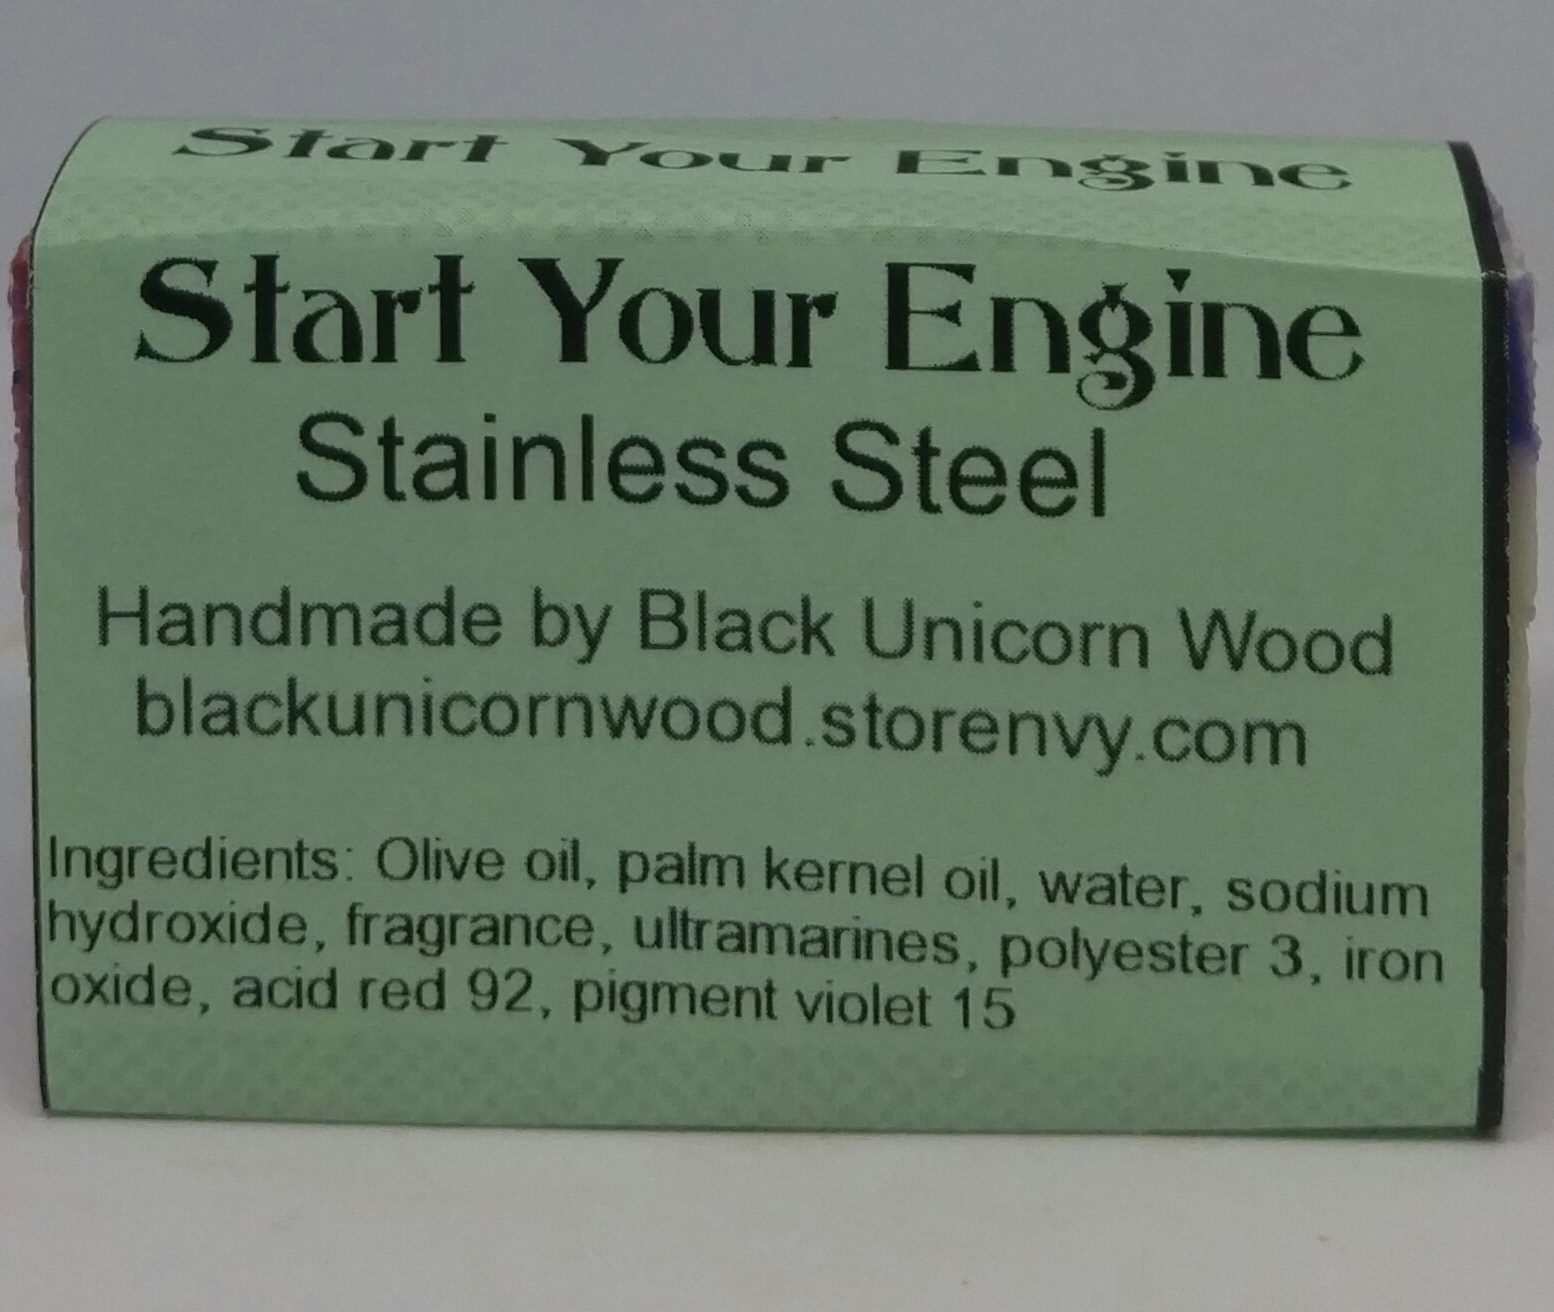 Start Your Engine
Start Your Engine
Stainless Steel
Handmade by Black Unicorn Wood
blackunicornwood.storenvy.com
Ingredients: Olive oil, palm kernel oil, water, sodium
hydroxide, fragrance, ultramarines, polyester 3, iron
oxide, acid red 92, pigment violet 15